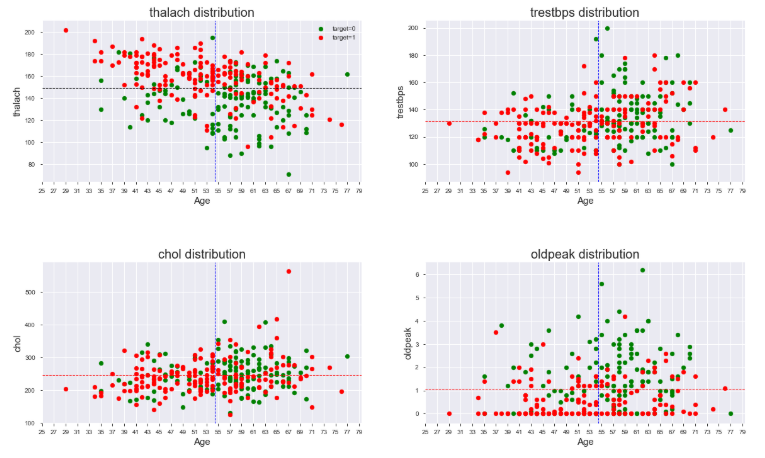 thalach distribution
target=0
target=1
200
180
160
140
120
100
80
thalach
25 27 29 31 33 35 37 39 41 43 45 47 49 51 53 55 57 59 61 63 65 67 69 71 73 75 77 79
Age
trestbps distribution
200
180
160
140
120
100
trestbps
25 27 29 31 33 35 37 39 41 43 45 47 49 51 53 55 57 59 61 63 65 67 69 71 73 75 77 79
Age
chol distribution
500
400
300
200
100
chol
25 27 29 31 33 35 37 39 41 43 45 47 49 51 53 55 57 59 61 63 65 67 69 71 73 75 77 79
Age
oldpeak distribution
6
5
4
3
2
1
0
oldpeak
25 27 29 31 33 35 37 39 41 43 45 47 49 51 53 55 57 59 61 63 65 67 69 71 73 75 77 79
Age